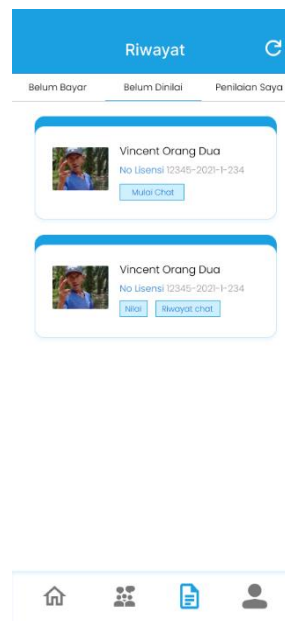 Riwayat
Belum Bayar Belum Dinilai Penilaian Saya
Vincent Orang Dua
No Lisensi 12345-2021-1-234
Mulai Chat
Vincent Orang Dua
No Lisensi 12345-2021-1-234
Nilai Riwayat chat